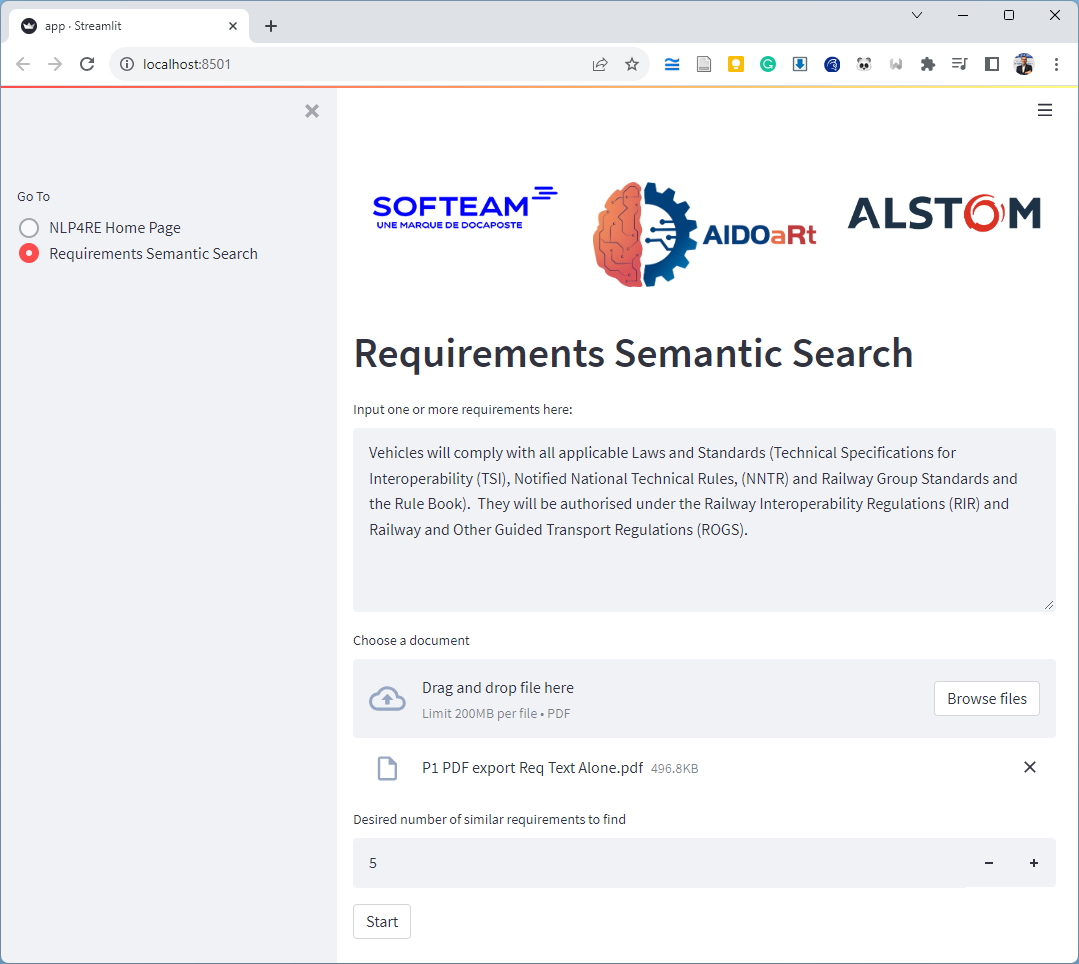 app · Streamlit
localhost:8501
Go To
NLP4RE Home Page
Requirements Semantic Search
SOFTEAM
UNE MARQUE DE DOCAPOSTE
AIDOaRt
ALSTOM
Requirements Semantic Search
Input one or more requirements here:
Vehicles will comply with all applicable Laws and Standards (Technical Specifications for
Interoperability (TSI), Notified National Technical Rules, (NNTR) and Railway Group Standards and
the Rule Book).  They will be authorised under the Railway Interoperability Regulations (RIR) and
Railway and Other Guided Transport Regulations (ROGS).
Choose a document
Drag and drop file here
Limit 200MB per file • PDF
Browse files
P1 PDF export Req Text Alone.pdf 496.8KB
Desired number of similar requirements to find
5
Start